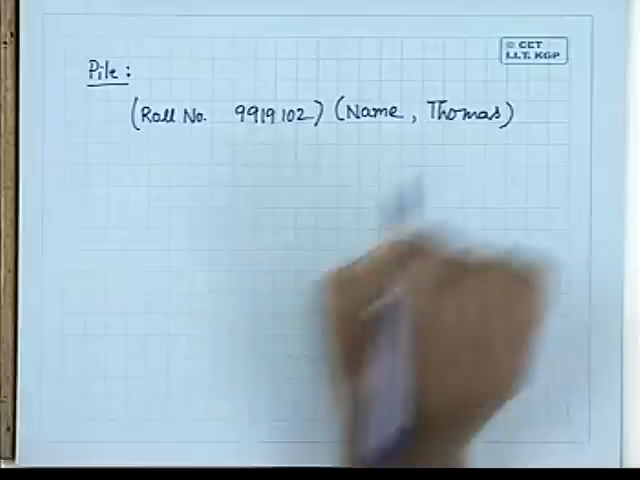 © CET
I.I.T. KGP
Pile :
(Roll No. 9919102) (Name, Thomas)